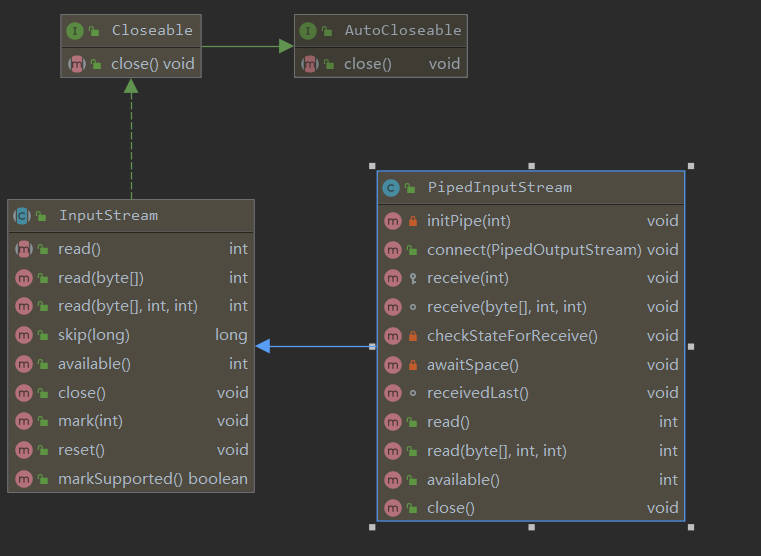 Closeable
close() void
AutoCloseable
close() void
InputStream
read() int
read(byte[]) int
read(byte[], int, int) int
skip(long) long
available() int
close() void
mark(int) void
reset() void
markSupported() boolean
PipedInputStream
initPipe(int) void
connect(PipedOutputStream) void
receive(int) void
receive(byte[], int, int) void
checkStateForReceive() void
awaitSpace() void
receivedLast() void
read() int
read(byte[], int, int) int
available() int
close() void